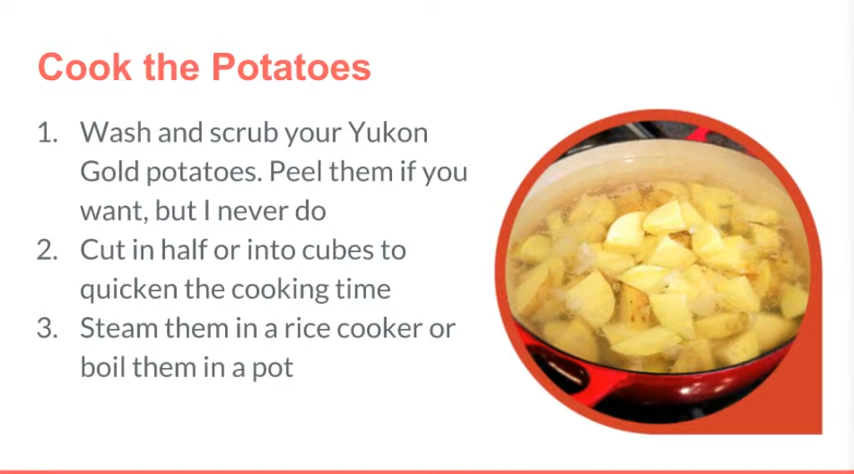 Cook the Potatoes
1. Wash and scrub your Yukon
Gold potatoes. Peel them if you
want, but I never do
2. Cut in half or into cubes to
quicken the cooking time
3. Steam them in a rice cooker or
boil them in a pot